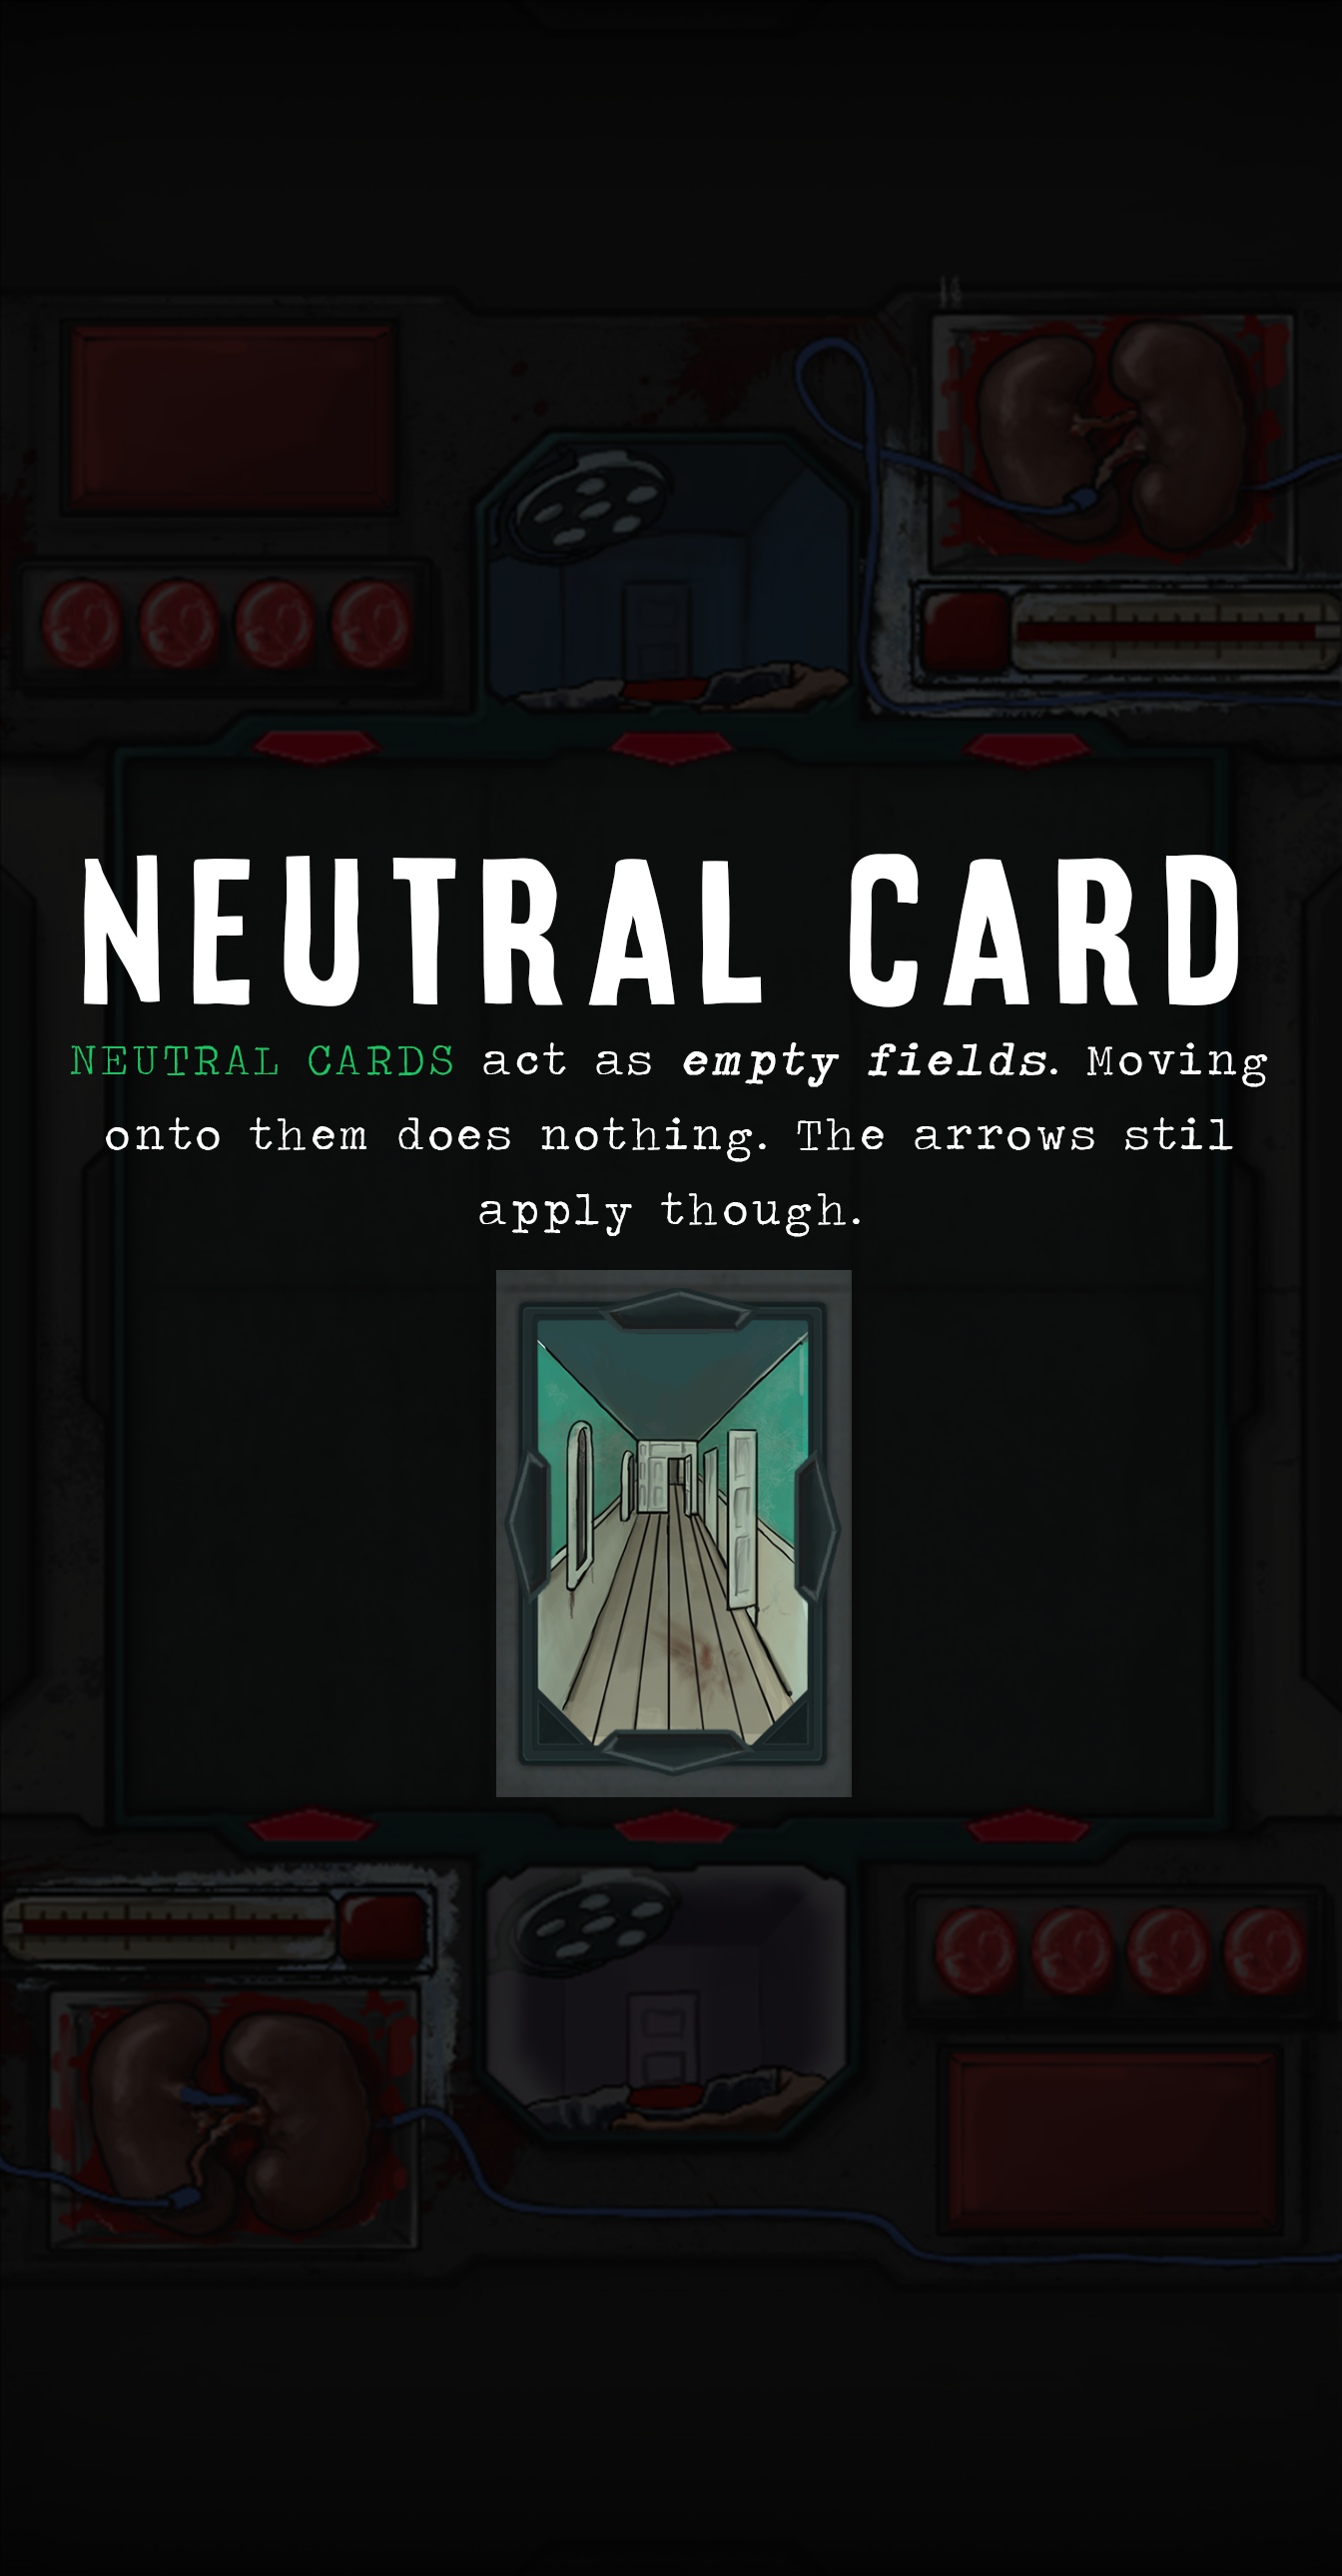 NEUTRAL CARD
NEUTRAL CARDS act as empty fields. Moving
onto them does nothing. The arrows stil
apply though.